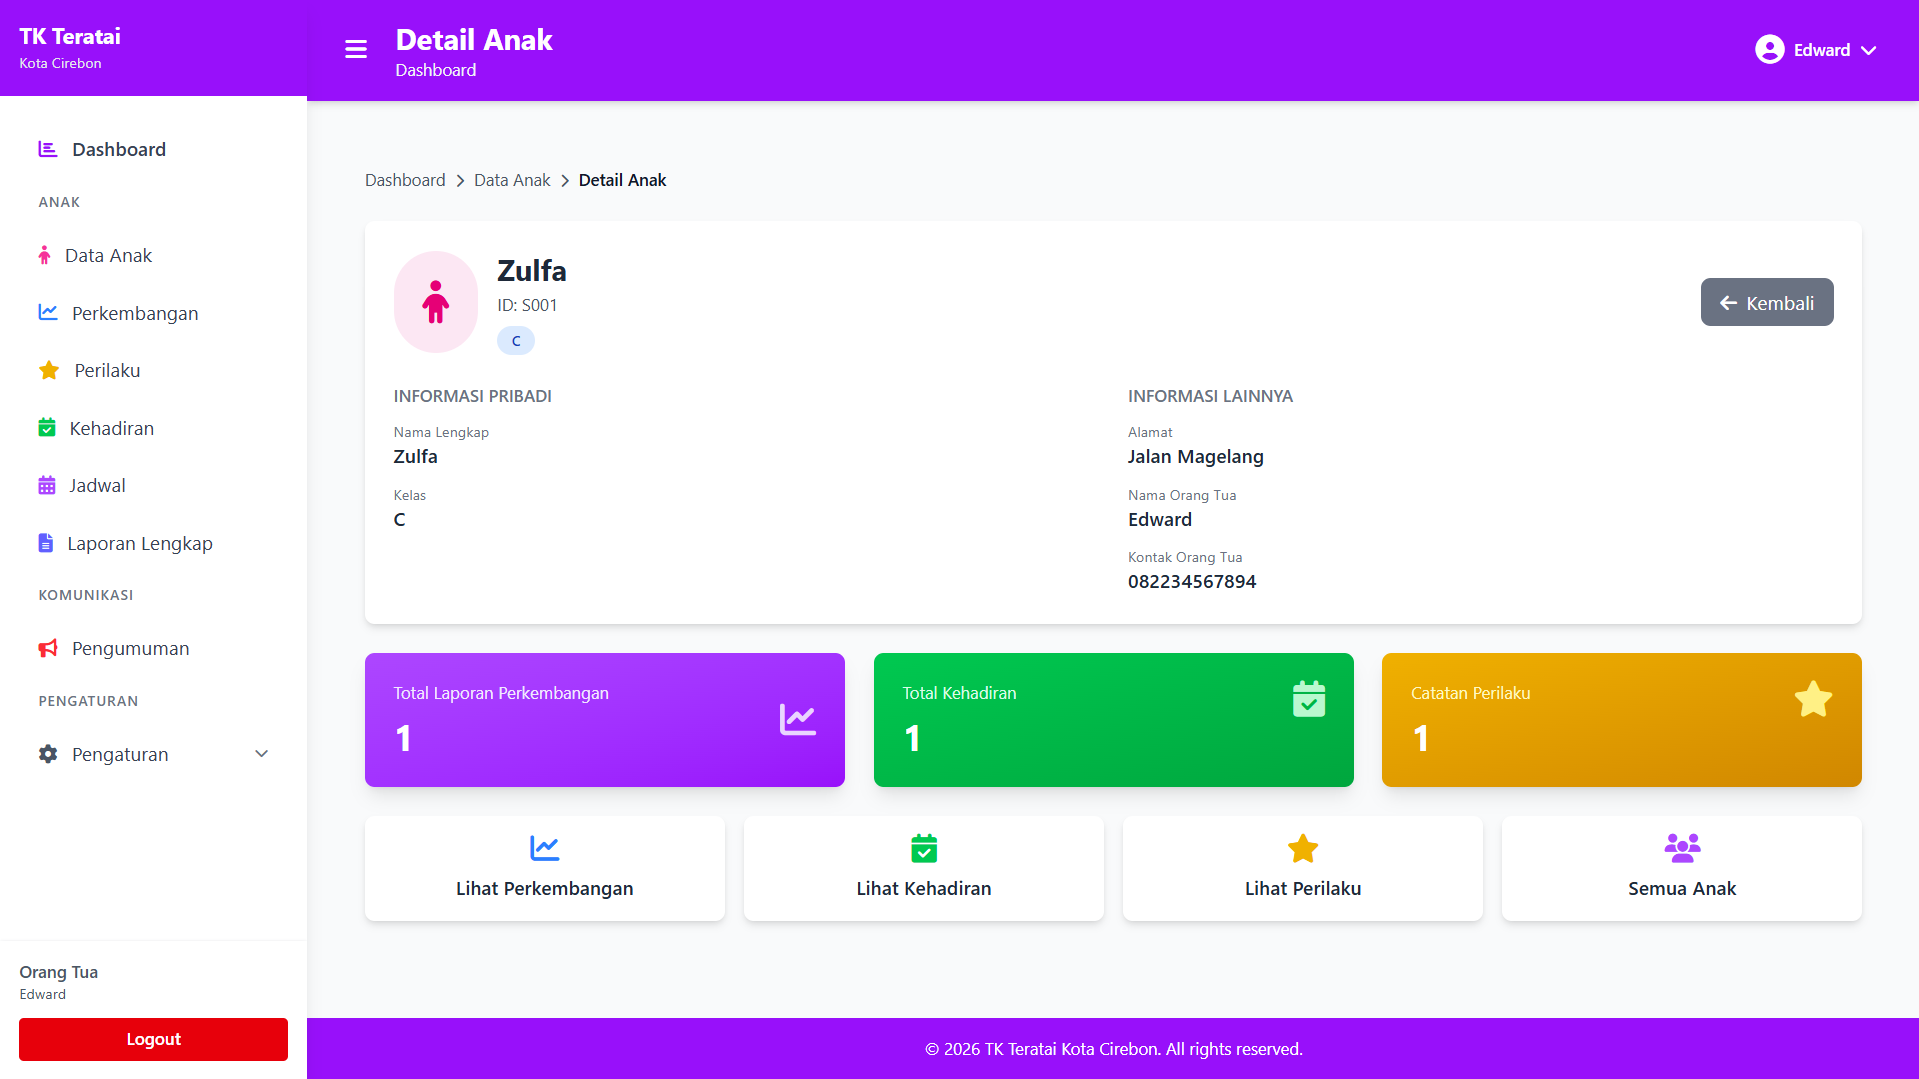 TK Teratai
Kota Cirebon
Dashboard
ANAK
Data Anak
Perkembangan
Perilaku
Kehadiran
Jadwal
Laporan Lengkap
KOMUNIKASI
Pengumuman
PENGATURAN
Pengaturan
Orang Tua
Edward
Logout
Detail Anak
Dashboard
Edward
Dashboard > Data Anak > Detail Anak
Zulfa
ID: S001
C
Kembali
INFORMASI PRIBADI
Nama Lengkap
Zulfa
Kelas
C
INFORMASI LAINNYA
Alamat
Jalan Magelang
Nama Orang Tua
Edward
Kontak Orang Tua
082234567894
Total Laporan Perkembangan
1
Total Kehadiran
1
Catatan Perilaku
1
Lihat Perkembangan
Lihat Kehadiran
Lihat Perilaku
Semua Anak
© 2026 TK Teratai Kota Cirebon. All rights reserved.